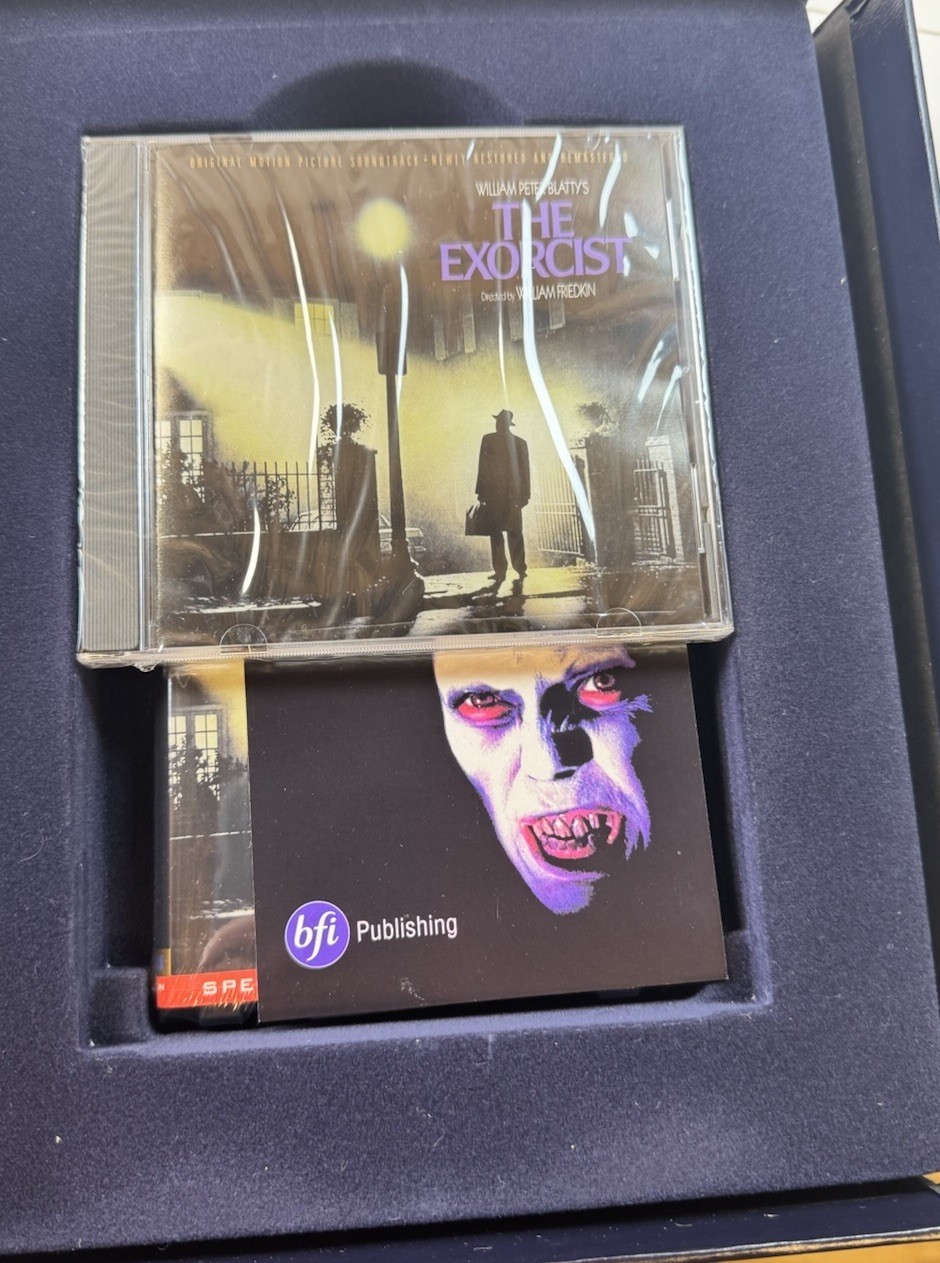 ORIGINAL MOTION PICTURE SOUNDTRACK • NEWLY RESTORED AND REMASTERED
WILLIAM PETER BLATTY'S
THE
EXORCIST
Directed by WILLIAM FRIEDKIN
bfi Publishing
N SPE